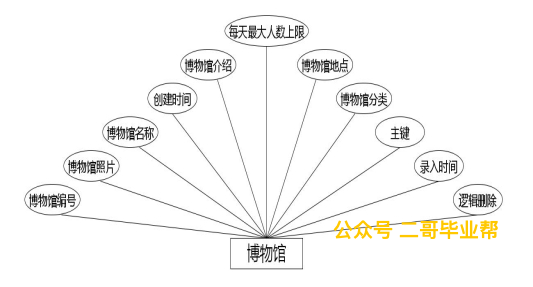 每天最大人数上限
博物馆介绍
博物馆地点
创建时间
博物馆分类
博物馆名称
主键
博物馆照片
录入时间
博物馆编号
逻辑删除
公众号 二哥毕业帮
博物馆